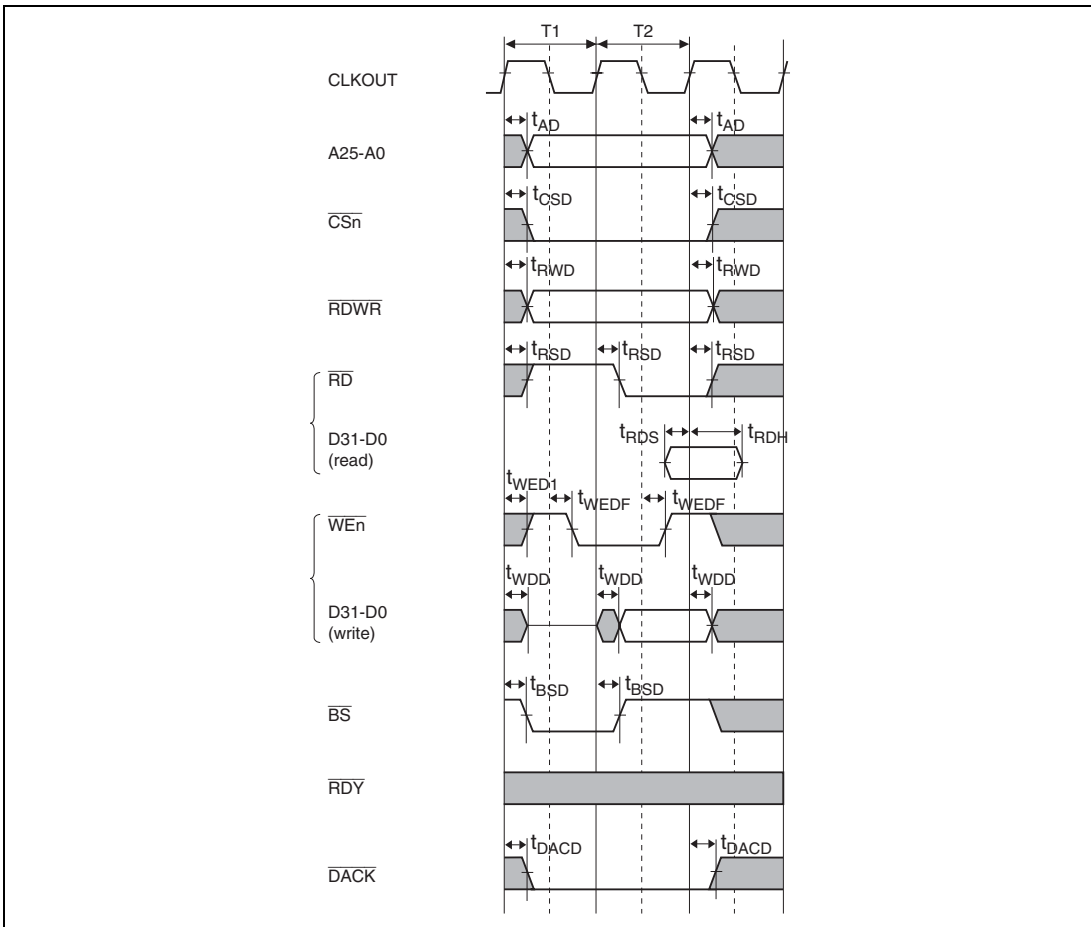 T1 T2
CLKOUT
tAD tAD
A25-A0
tCSD tCSD
CSn
tRWD tRWD
RDWR
tRSD tRSD tRSD
RD
tRDS tRDH
D31-D0
(read)
tWED1
tWEDF tWEDF
WEn
tWDD tWDD tWDD
D31-D0
(write)
tBSD tBSD
BS
RDY
tDACD tDACD
DACK